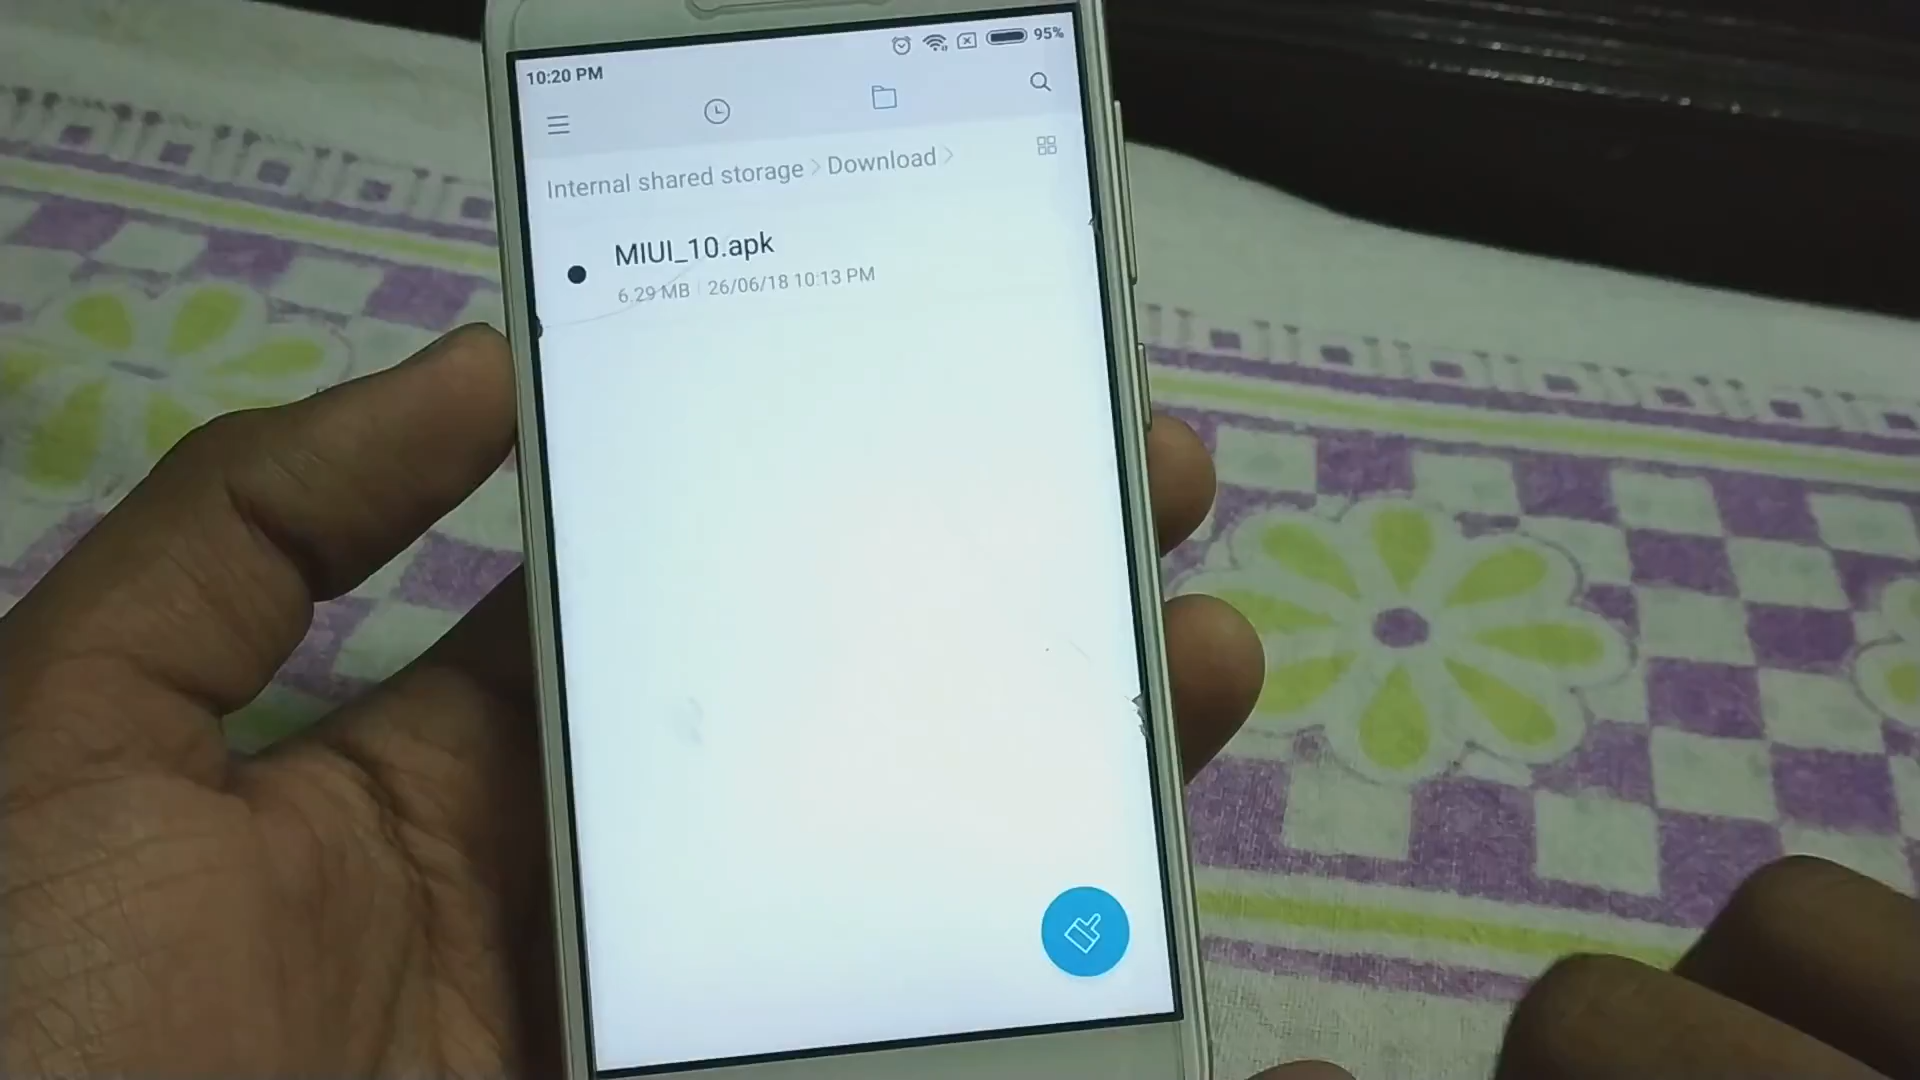 10:20 PM 95%
Internal shared storage > Download >
MIUI_10.apk
6.29 MB | 26/06/18 10:13 PM